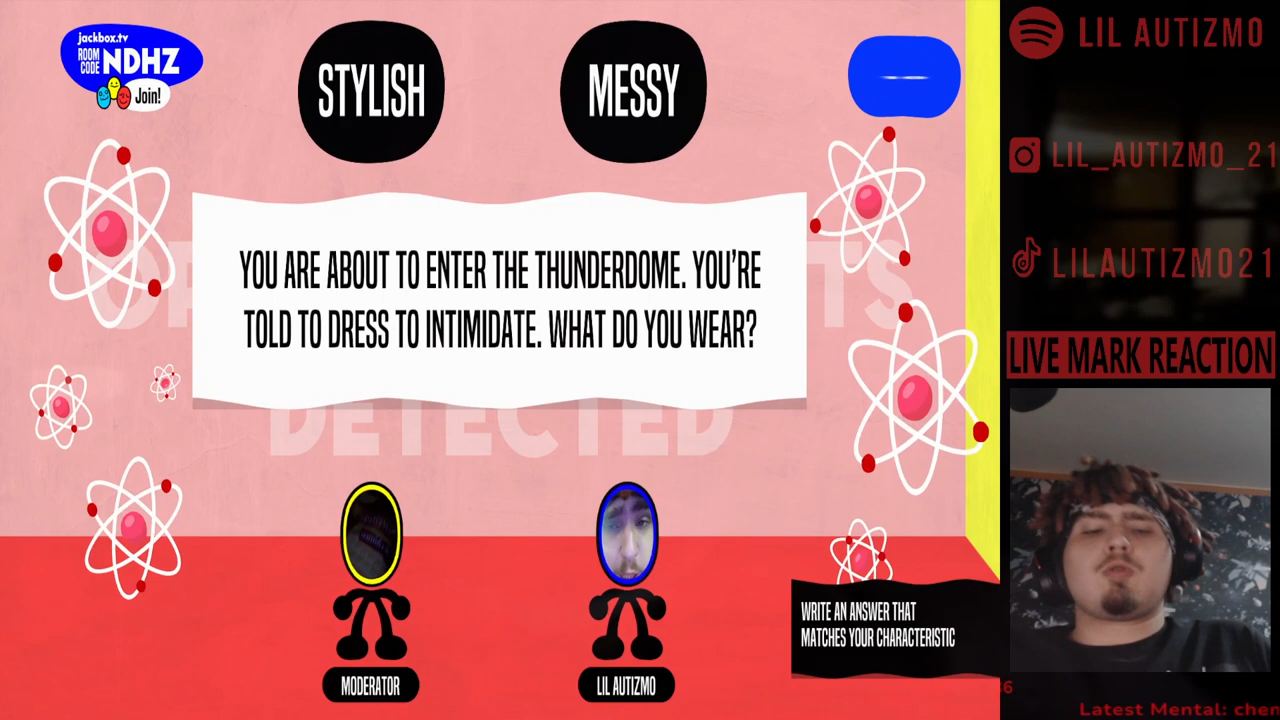 jackbox.tv
ROOM CODE NDHZ
Join!
STYLISH
MESSY
YOU ARE ABOUT TO ENTER THE THUNDERDOME. YOU'RE
TOLD TO DRESS TO INTIMIDATE. WHAT DO YOU WEAR?
DETECTED
WRITE AN ANSWER THAT
MATCHES YOUR CHARACTERISTIC
MODERATOR
LIL AUTIZMO
LIL AUTIZMO
LIL_AUTIZMO_21
LILAUTIZMO21
LIVE MARK REACTION
6
Latest Mental: chen